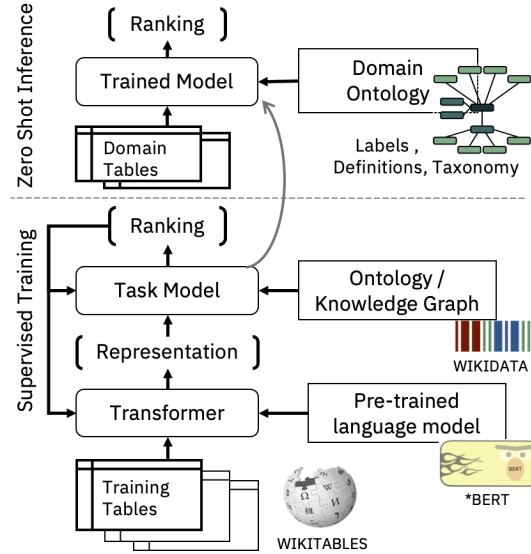 Zero Shot Inference
Ranking
Trained Model
Domain
Ontology
Domain
Tables
Labels ,
Definitions, Taxonomy
Supervised Training
Ranking
Task Model
Ontology /
Knowledge Graph
WIKIDATA
Representation
Transformer
Pre-trained
language model
BERT
*BERT
Training
Tables
Ω
W
И
WIKITABLES